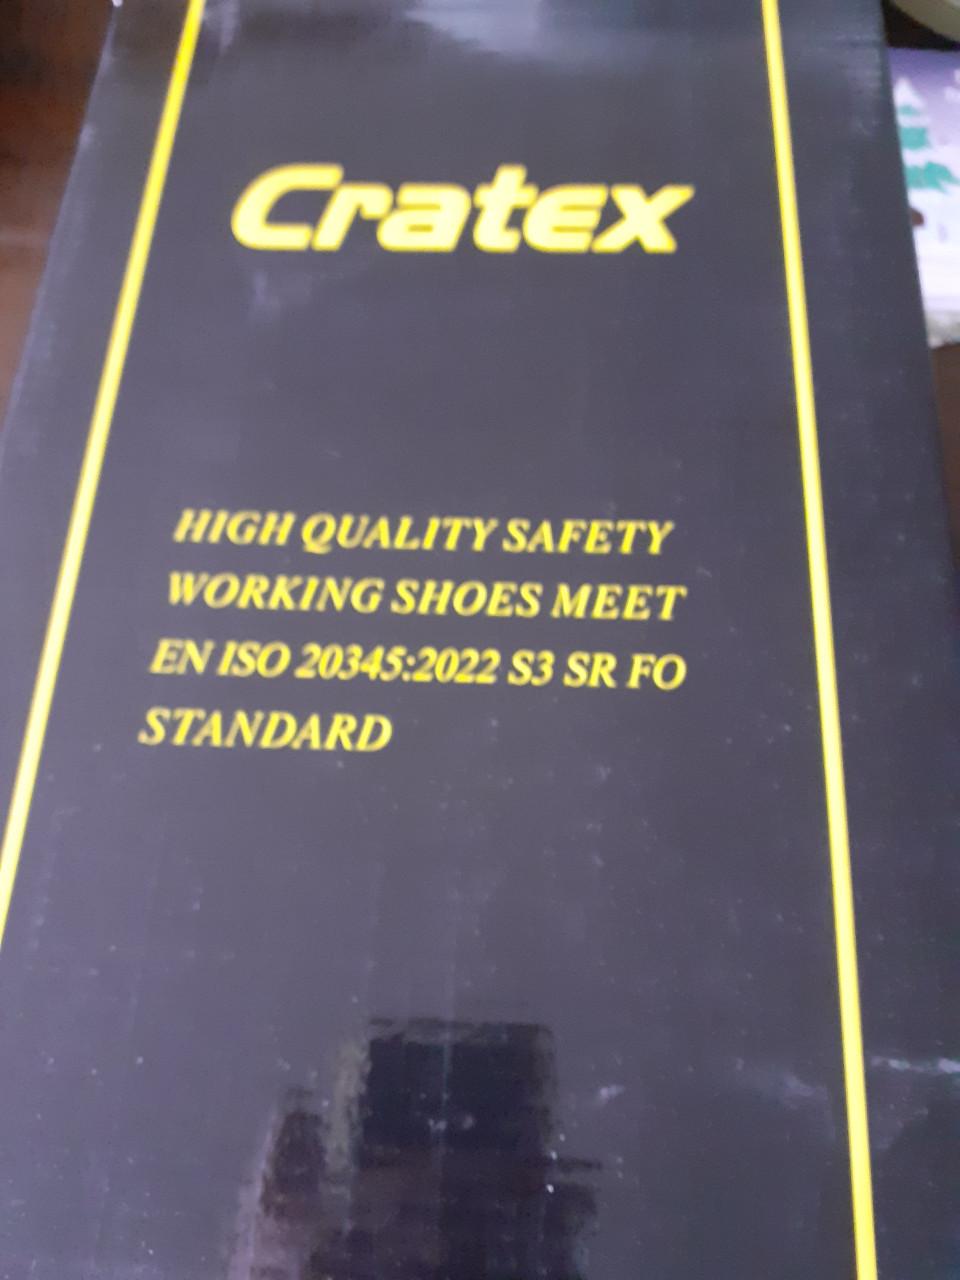 Cratex
HIGH QUALITY SAFETY
WORKING SHOES MEET
EN ISO 20345:2022 S3 SR FO
STANDARD